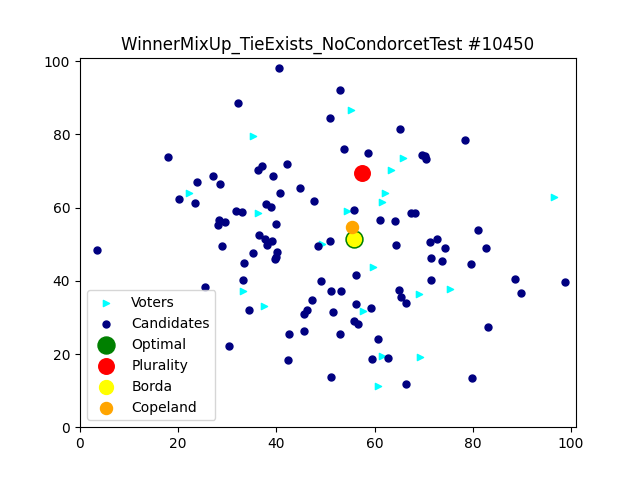 WinnerMixUp_TieExists_NoCondorcetTest #10450
100
80
60
40
20
0
Voters
Candidates
Optimal
Plurality
Borda
Copeland
0 20 40 60 80 100